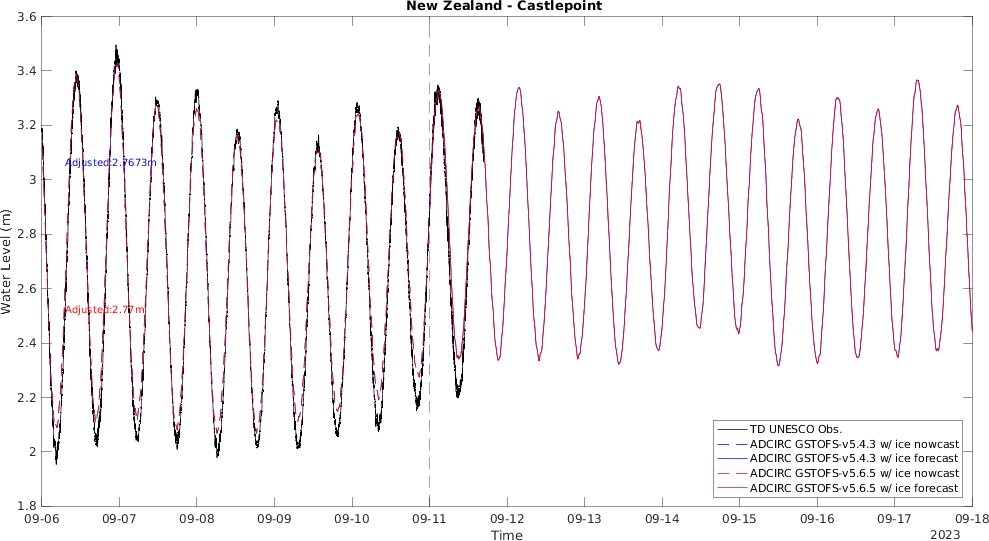 New Zealand - Castlepoint
3.6
3.4
3.2
3
2.8
2.6
2.4
2.2
2
1.8
Water Level (m)
Adjusted:2.7673m
Adjusted:2.77m
TD UNESCO Obs.
ADCIRC GSTOFS-v5.4.3 w/ ice nowcast
ADCIRC GSTOFS-v5.4.3 w/ ice forecast
ADCIRC GSTOFS-v5.6.5 w/ ice nowcast
ADCIRC GSTOFS-v5.6.5 w/ ice forecast
09-06 09-07 09-08 09-09 09-10 09-11 09-12 09-13 09-14 09-15 09-16 09-17 09-18
Time
2023